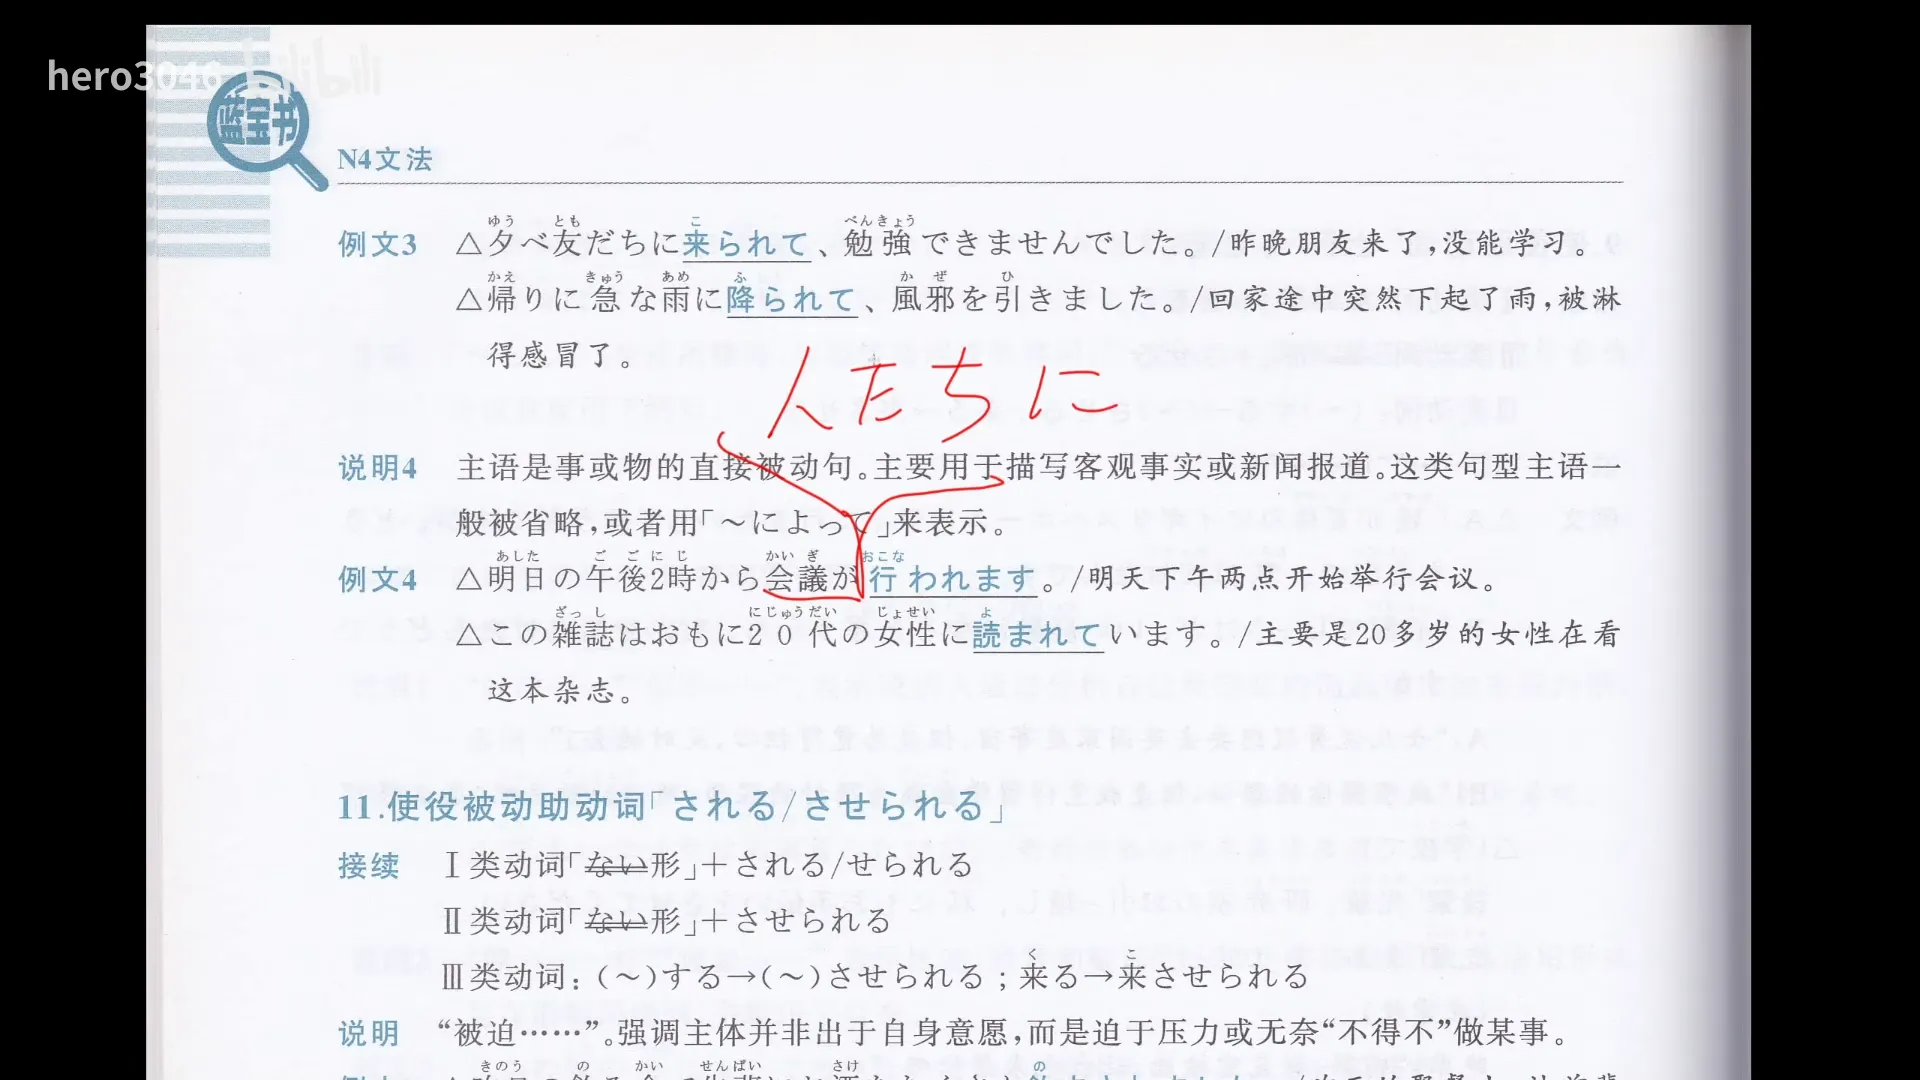 hero3046 bilibili
蓝宝书
N4文法
例文3 △夕べ友だちに来られて、勉強できませんでした。/昨晚朋友来了,没能学习。
△帰りに急な雨に降られて、風邪を引きました。/回家途中突然下起了雨,被淋
得感冒了。
人たちに
说明4 主语是事或物的直接被动句。主要用于描写客观事实或新闻报道。这类句型主语一
般被省略,或者用「～によって」来表示。
例文4 △明日の午後2時から会議が行われます。/明天下午两点开始举行会议。
△この雑誌はおもに20代の女性に読まれています。/主要是20多岁的女性在看
这本杂志。
11.使役被动助动词「される/させられる」
接续 Ⅰ类动词「ない形」＋される/せられる
Ⅱ类动词「ない形」＋させられる
Ⅲ类动词：(～)する→(～)させられる；来る→来させられる
说明 “被迫……”。强调主体并非出于自身意愿,而是迫于压力或无奈“不得不”做某事。